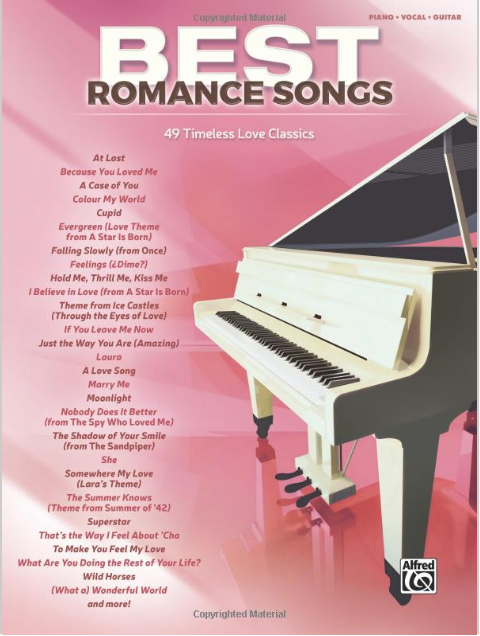 Copyrighted Material
PIANO • VOCAL • GUITAR
BEST
ROMANCE SONGS
49 Timeless Love Classics
At Last
Because You Loved Me
A Case of You
Colour My World
Cupid
Evergreen (Love Theme
from A Star Is Born)
Falling Slowly (from Once)
Feelings (¿Dime?)
Hold Me, Thrill Me, Kiss Me
I Believe in Love (from A Star Is Born)
Theme from Ice Castles
(Through the Eyes of Love)
If You Leave Me Now
Just the Way You Are (Amazing)
Laura
A Love Song
Marry Me
Moonlight
Nobody Does It Better
(from The Spy Who Loved Me)
The Shadow of Your Smile
(from The Sandpiper)
She
Somewhere My Love
(Lara's Theme)
The Summer Knows
(Theme from Summer of '42)
Superstar
That's the Way I Feel About 'Cha
To Make You Feel My Love
What Are You Doing the Rest of Your Life?
Wild Horses
(What a) Wonderful World
and more!
Alfred
Copyrighted Material